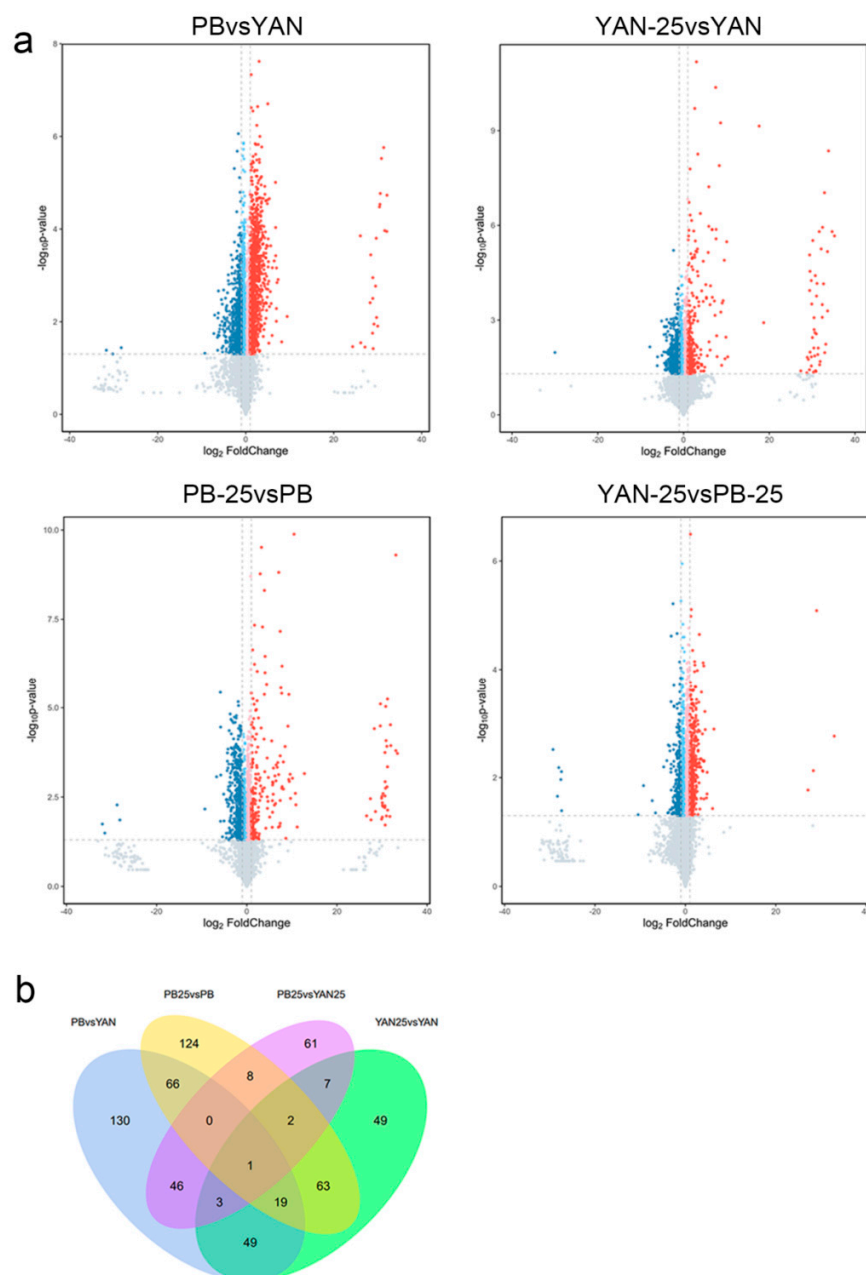 a
PBvsYAN
YAN-25vsYAN
8
6
4
2
0
-log10p-value
-40
-20
0
20
40
log2 FoldChange
9
6
3
0
-log10p-value
-40
-20
0
20
40
log2 FoldChange
PB-25vsPB
YAN-25vsPB-25
10.0
7.5
5.0
2.5
0.0
-log10p-value
-40
-20
0
20
40
log2 FoldChange
6
4
2
0
-log10p-value
-40
-20
0
20
40
log2 FoldChange
b
PB25vsPB
PB25vsYAN25
PBvsYAN
YAN25vsYAN
124
61
66
8
7
130
0
2
49
1
46
63
3
19
49